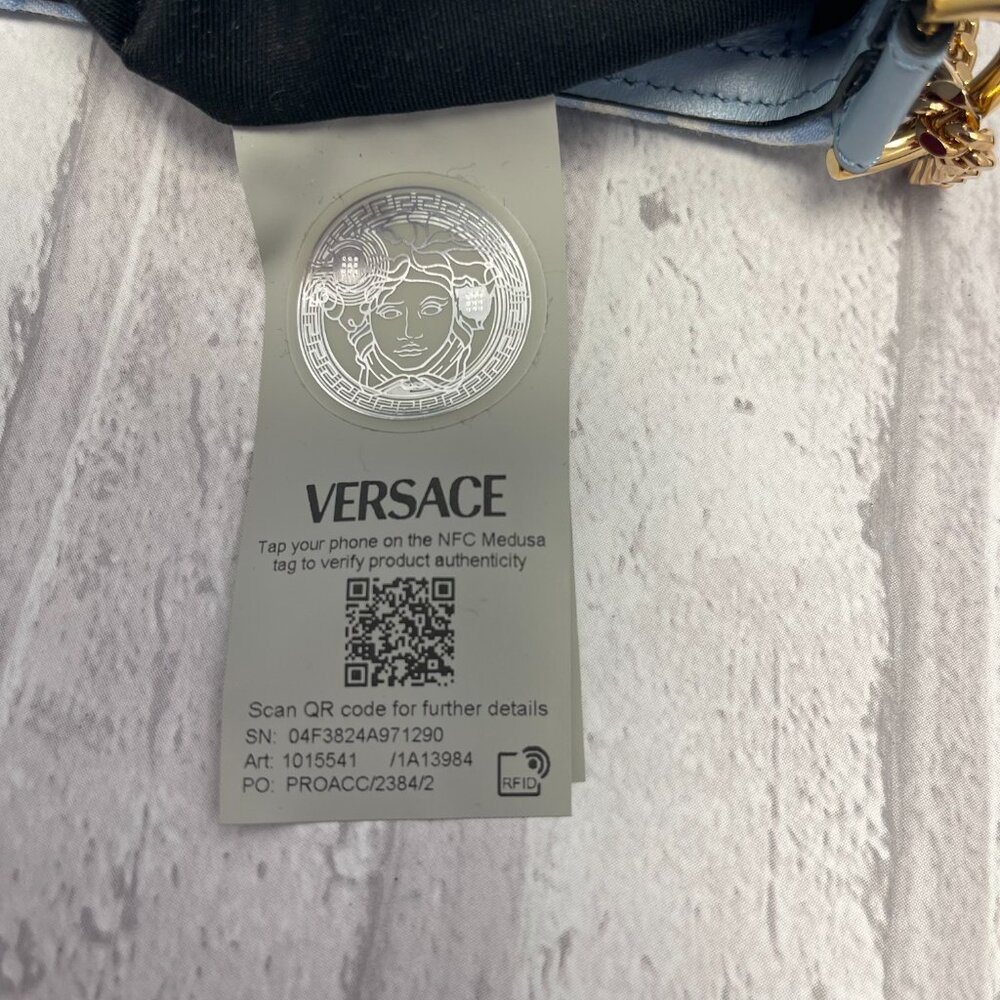 VERSACE
Tap your phone on the NFC Medusa
tag to verify product authenticity
Scan QR code for further details
SN: 04F3824A971290
Art: 1015541 /1A13984
PO: PROACC/2384/2
RFID